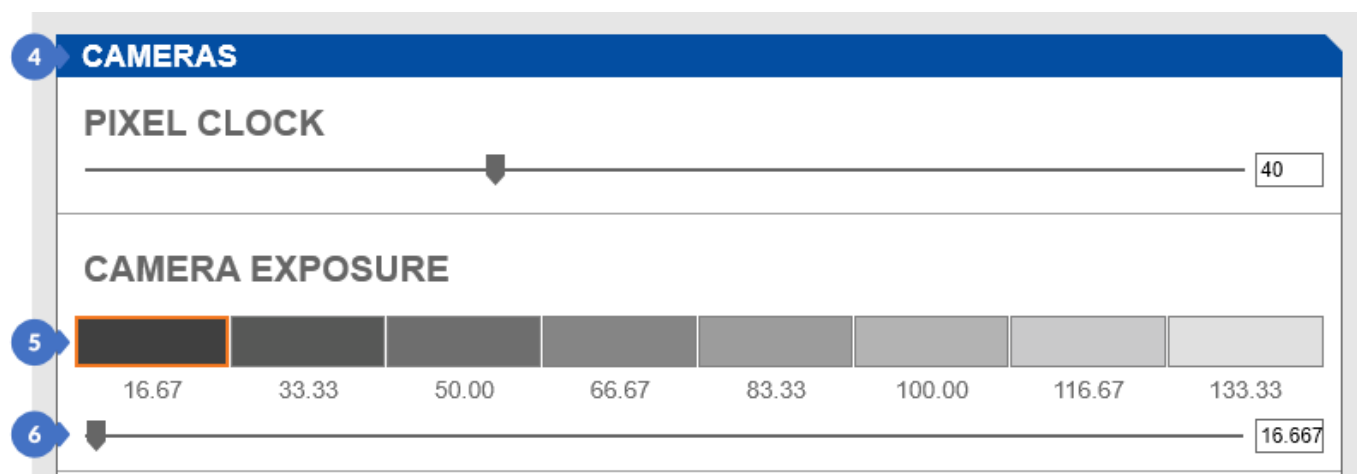 4 CAMERAS
PIXEL CLOCK
40
CAMERA EXPOSURE
5
16.67 33.33 50.00 66.67 83.33 100.00 116.67 133.33
6 16.667